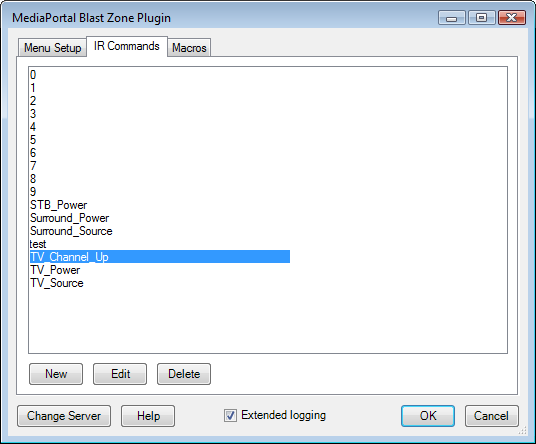 MediaPortal Blast Zone Plugin
Menu Setup IR Commands Macros
0
1
2
3
4
5
6
7
8
9
STB_Power
Surround_Power
Surround_Source
test
TV_Channel_Up
TV_Power
TV_Source
New Edit Delete
Change Server Help Extended logging OK Cancel